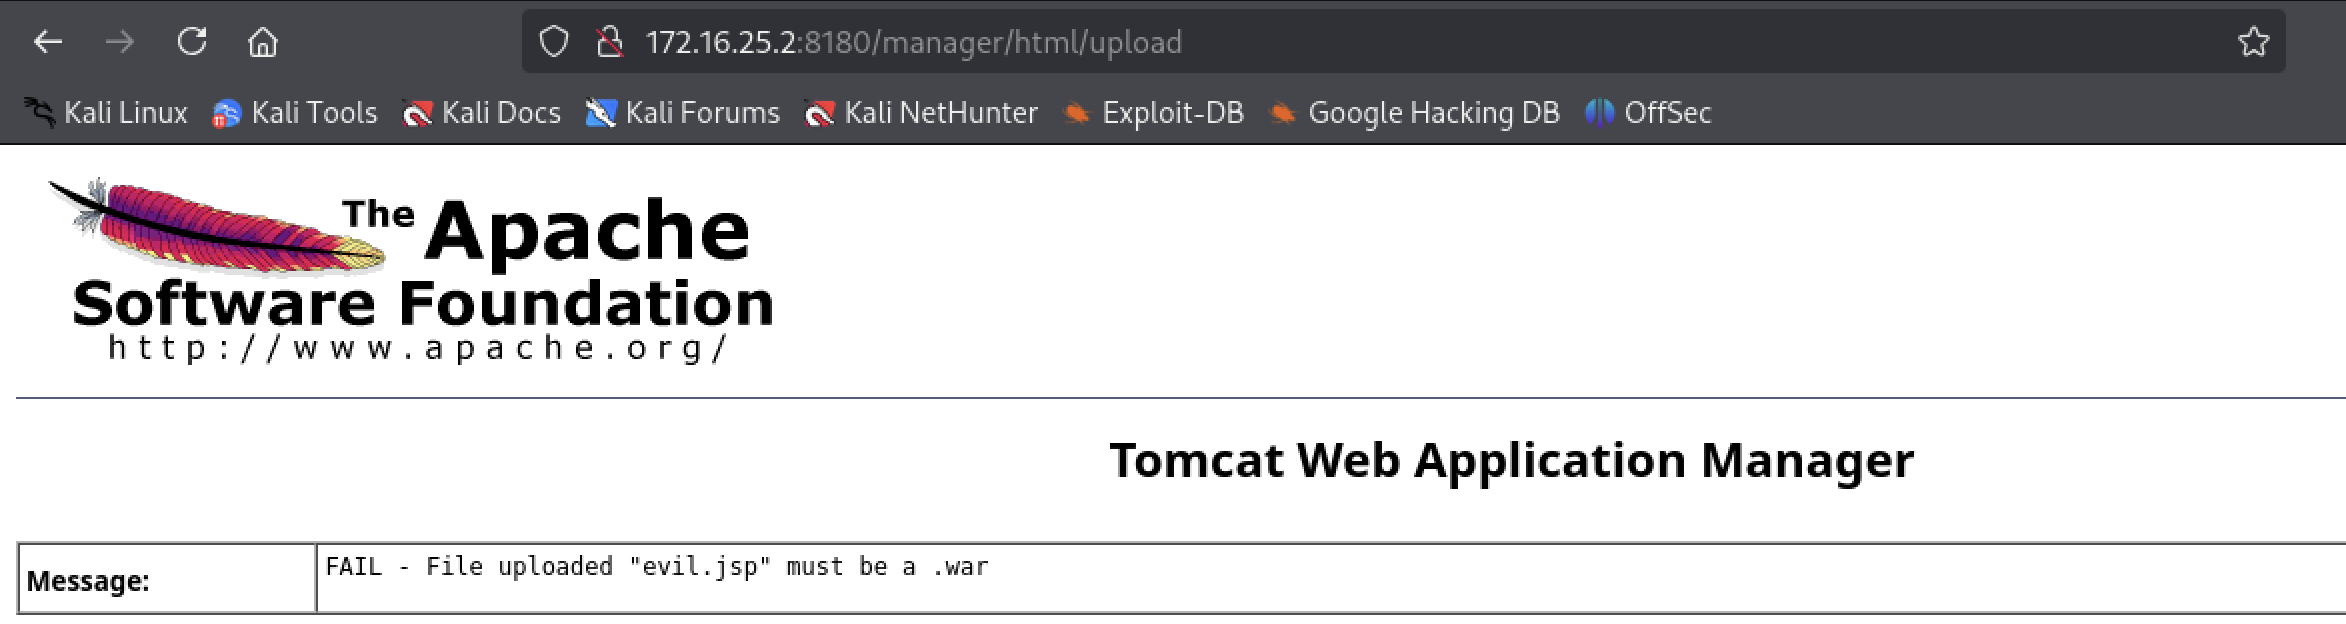 172.16.25.2:8180/manager/html/upload
Kali Linux Kali Tools Kali Docs Kali Forums Kali NetHunter Exploit-DB Google Hacking DB OffSec
The Apache
Software Foundation
http://www.apache.org/
Tomcat Web Application Manager
Message: FAIL - File uploaded "evil.jsp" must be a .war